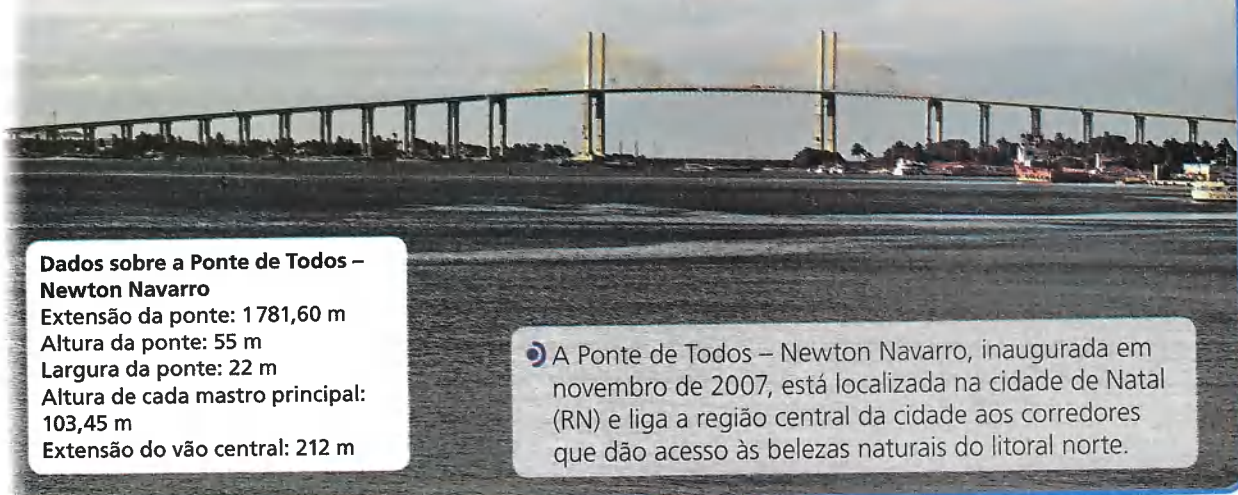 Dados sobre a Ponte de Todos –
Newton Navarro
Extensão da ponte: 1 781,60 m
Altura da ponte: 55 m
Largura da ponte: 22 m
Altura de cada mastro principal:
103,45 m
Extensão do vão central: 212 m
A Ponte de Todos – Newton Navarro, inaugurada em
novembro de 2007, está localizada na cidade de Natal
(RN) e liga a região central da cidade aos corredores
que dão acesso às belezas naturais do litoral norte.